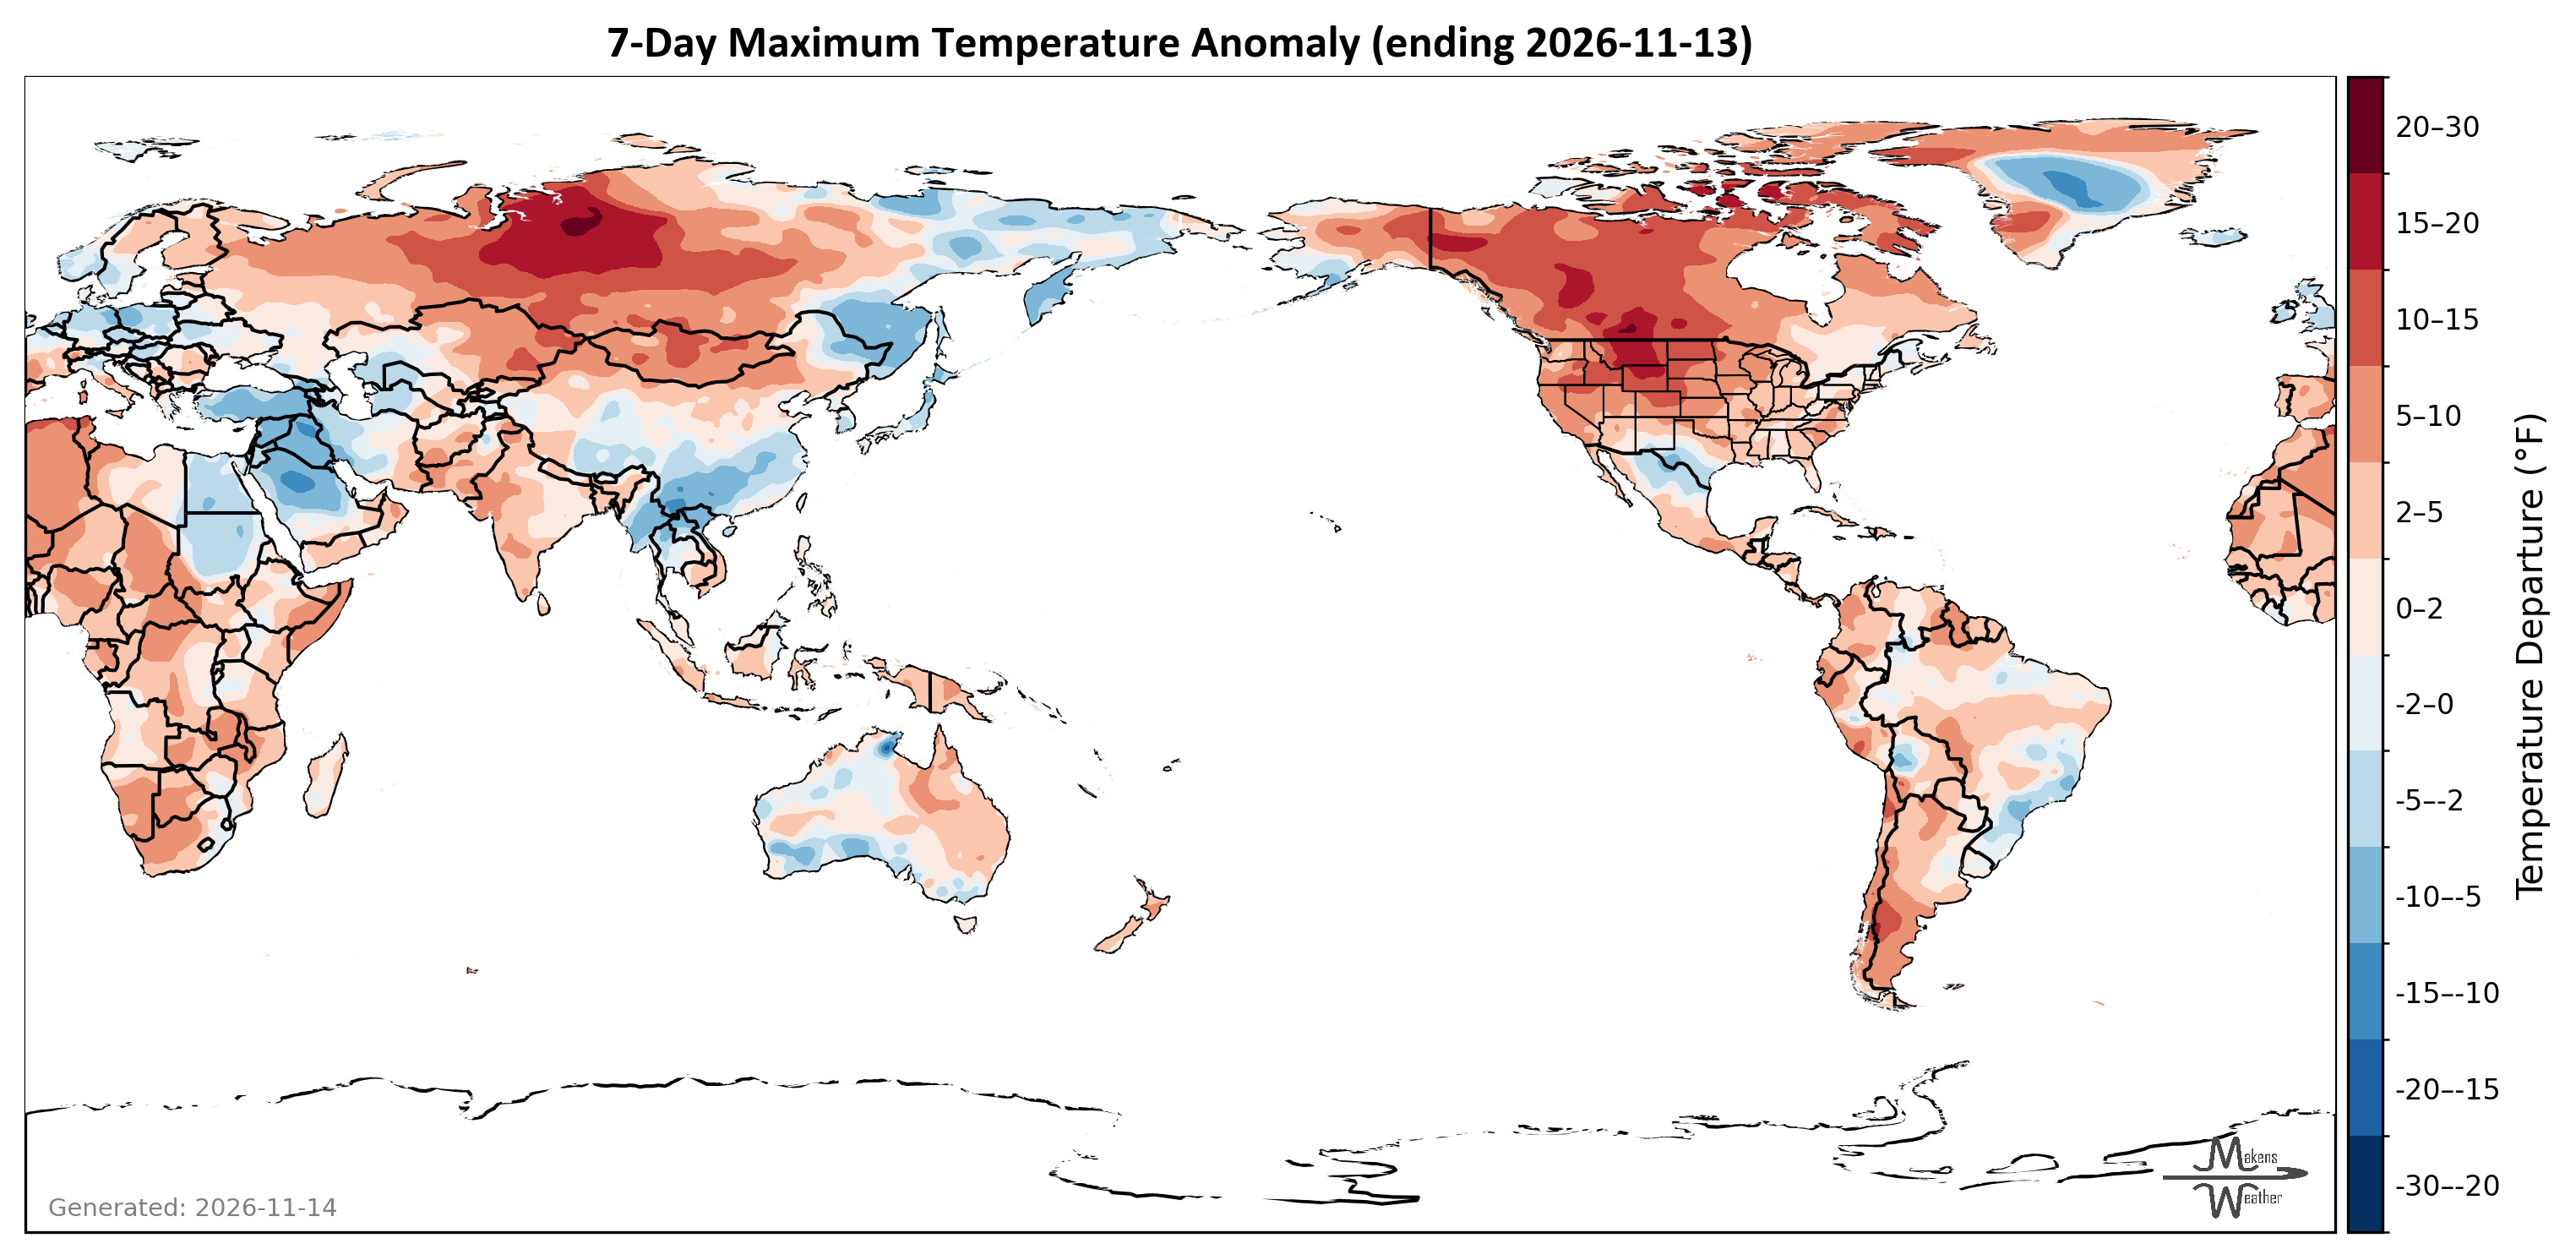 7-Day Maximum Temperature Anomaly (ending 2026-11-13)
20–30
15–20
10–15
5–10
2–5
0–2
-2–0
-5–-2
-10–-5
-15–-10
-20–-15
-30–-20
Temperature Departure (°F)
Generated: 2026-11-14
Makens
Weather